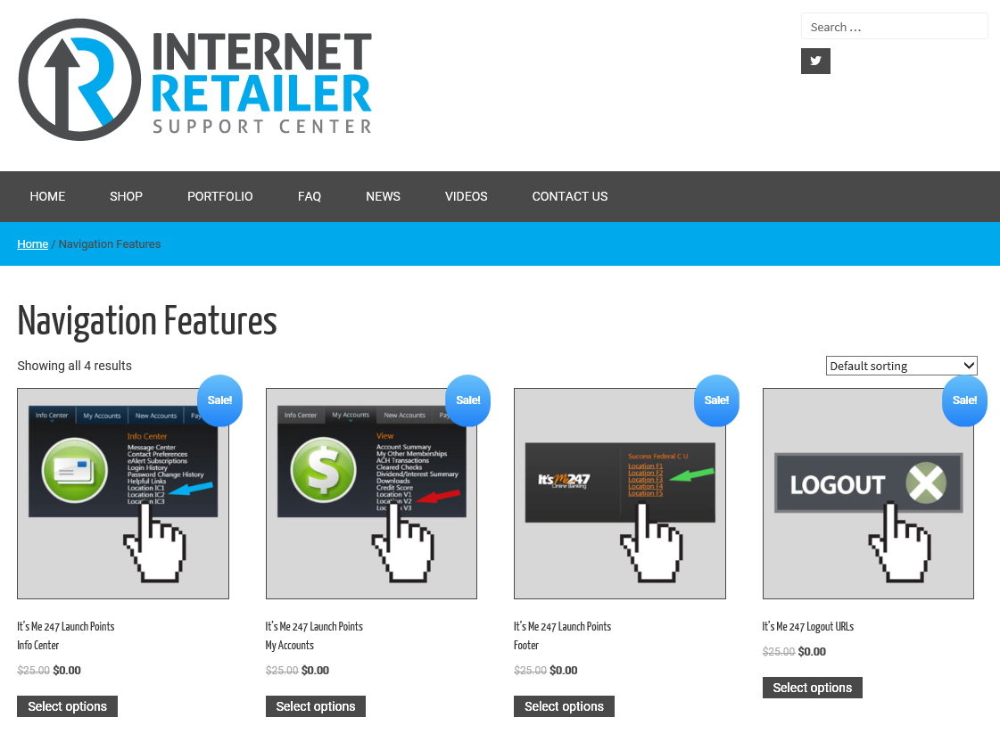 INTERNET
RETAILER
SUPPORT CENTER
Search ...
HOME SHOP PORTFOLIO FAQ NEWS VIDEOS CONTACT US
Home / Navigation Features
Navigation Features
Showing all 4 results
Default sorting
Sale!
Info Center My Accounts New Accounts Pay
Info Center
Message Center
Contact Preferences
eAlert Subscriptions
Login History
Password Change History
Helpful Links
Location IC1
Location IC2
Location IC3
It's Me 247 Launch Points
Info Center
$25.00 $0.00
Select options
Sale!
Info Center My Accounts New Accounts Pa
View
Account Summary
My Other Memberships
ACH Transactions
Cleared Checks
Dividend/Interest Summary
Downloads
Credit Score
Location V1
Location V2
Location V3
It's Me 247 Launch Points
My Accounts
$25.00 $0.00
Select options
Sale!
It'sMe247
Online Banking
Success Federal C U
Location F1
Location F2
Location F3
Location F4
Location F5
It's Me 247 Launch Points
Footer
$25.00 $0.00
Select options
Sale!
LOGOUT
It's Me 247 Logout URLs
$25.00 $0.00
Select options